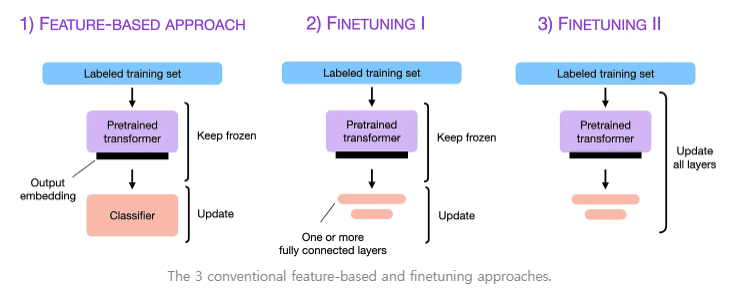 1) FEATURE-BASED APPROACH
2) FINETUNING I
3) FINETUNING II
Labeled training set
Labeled training set
Labeled training set
Pretrained
transformer
Keep frozen
Pretrained
transformer
Keep frozen
Pretrained
transformer
Update
all layers
Output
embedding
Classifier
Update
Update
One or more
fully connected layers
The 3 conventional feature-based and finetuning approaches.